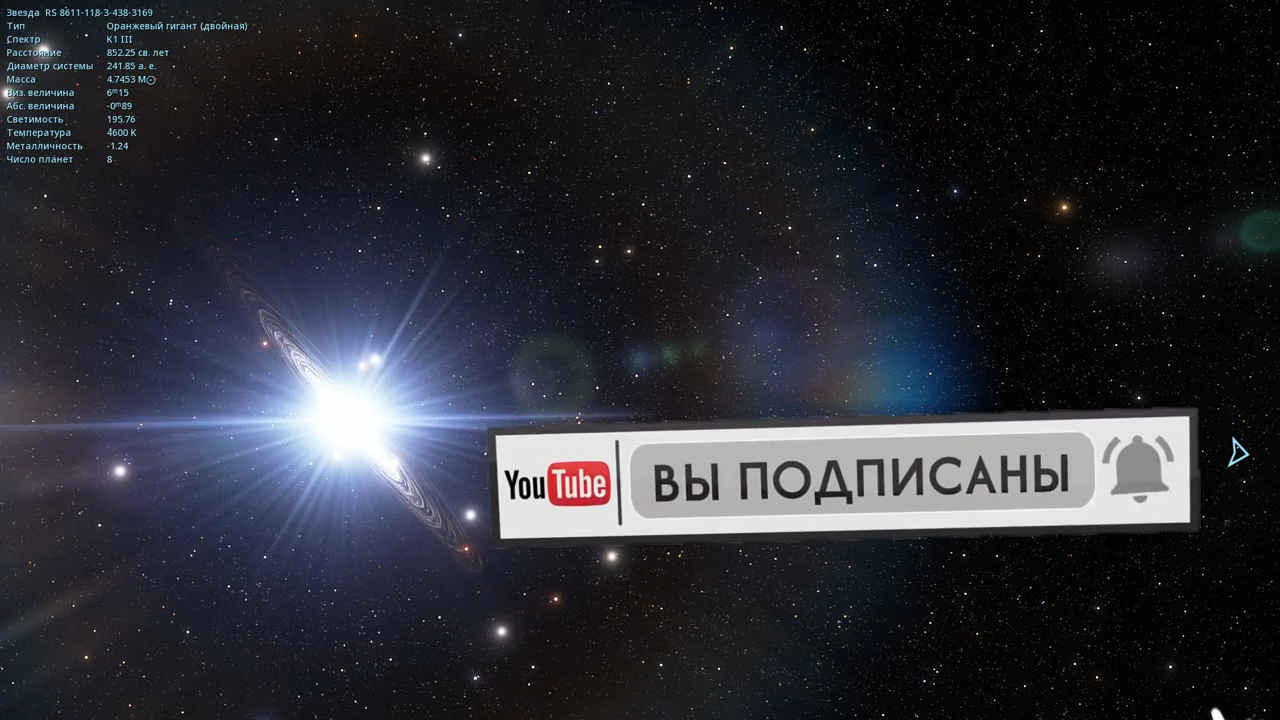 Звезда RS 8611-118-3-438-3169
Тип Оранжевый гигант (двойная)
Спектр K1 III
Расстояние 852.25 св. лет
Диаметр системы 241.85 а. е.
Масса 4.7453 M☉
Виз. величина 6ᵐ15
Абс. величина -0ᵐ89
Светимость 195.76
Температура 4600 K
Металличность -1.24
Число планет 8
YouTube ВЫ ПОДПИСАНЫ